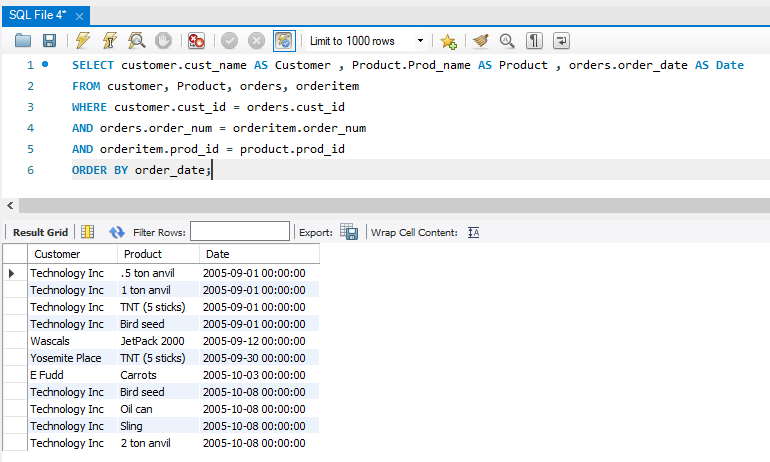 SQL File 4*
Limit to 1000 rows
1 SELECT customer.cust_name AS Customer , Product.Prod_name AS Product , orders.order_date AS Date
2 FROM customer, Product, orders, orderitem
3 WHERE customer.cust_id = orders.cust_id
4 AND orders.order_num = orderitem.order_num
5 AND orderitem.prod_id = product.prod_id
6 ORDER BY order_date;
Result Grid Filter Rows: Export: Wrap Cell Content:
Customer Product Date
Technology Inc .5 ton anvil 2005-09-01 00:00:00
Technology Inc 1 ton anvil 2005-09-01 00:00:00
Technology Inc TNT (5 sticks) 2005-09-01 00:00:00
Technology Inc Bird seed 2005-09-01 00:00:00
Wascals JetPack 2000 2005-09-12 00:00:00
Yosemite Place TNT (5 sticks) 2005-09-30 00:00:00
E Fudd Carrots 2005-10-03 00:00:00
Technology Inc Bird seed 2005-10-08 00:00:00
Technology Inc Oil can 2005-10-08 00:00:00
Technology Inc Sling 2005-10-08 00:00:00
Technology Inc 2 ton anvil 2005-10-08 00:00:00